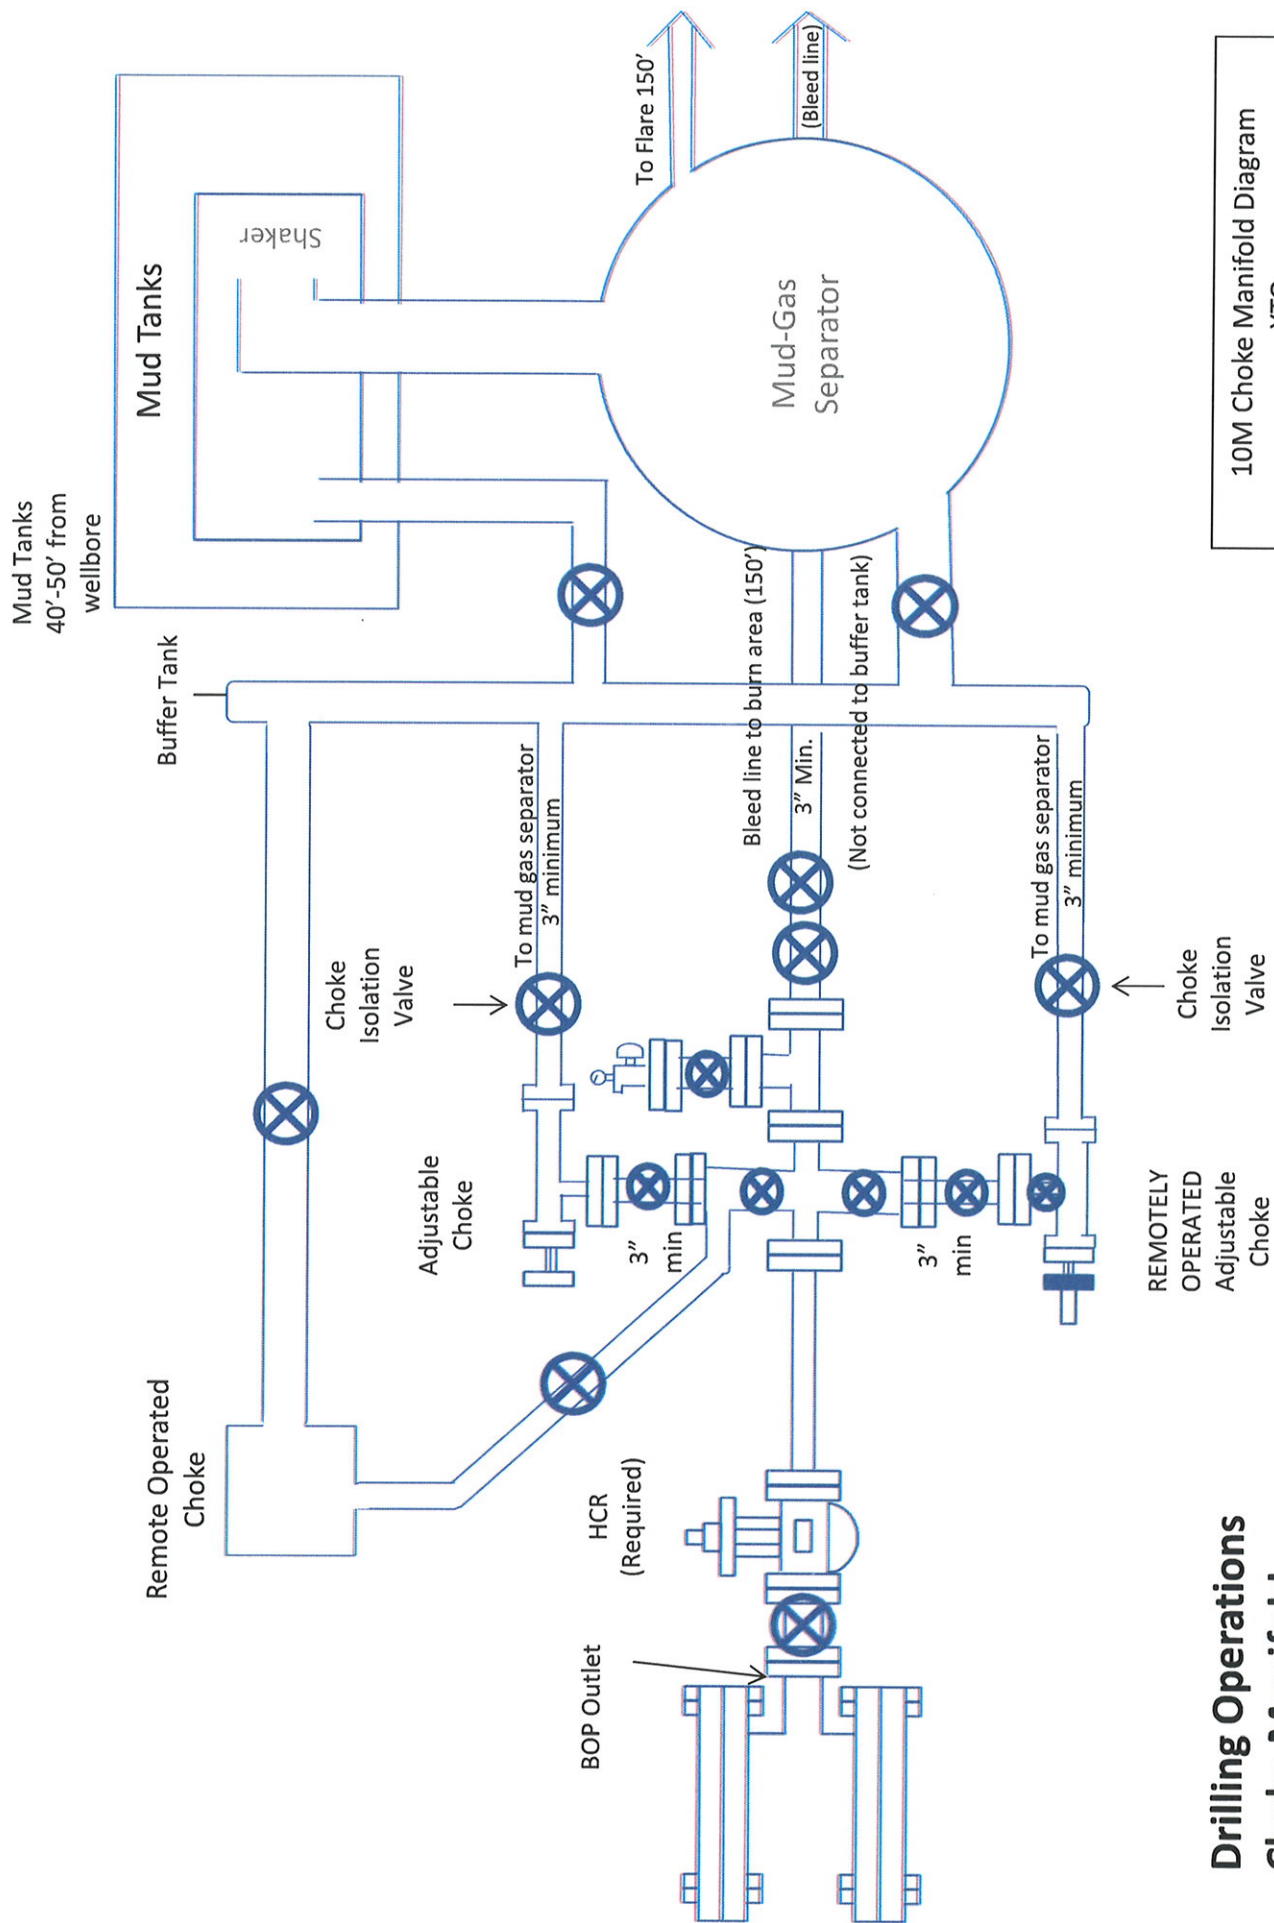 Mud Tanks
40'-50' from
wellbore
Mud Tanks
Shaker
Buffer Tank
To Flare 150'
(Bleed line)
Mud-Gas
Separator
Remote Operated
Choke
Choke
Isolation
Valve
Adjustable
Choke
To mud gas separator
3" minimum
3"
min
HCR
(Required)
BOP Outlet
Bleed line to burn area (150')
3" Min.
(Not connected to buffer tank)
3"
min
To mud gas separator
3" minimum
REMOTELY
OPERATED
Adjustable
Choke
Choke
Isolation
Valve
Drilling Operations
10M Choke Manifold Diagram